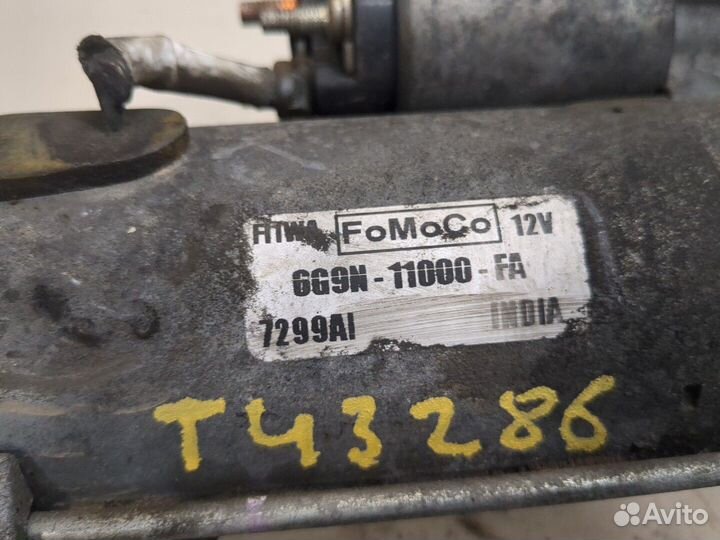 FoMoCo 12V
6G9N - 11000 - FA
7299AI INDIA
T43286
Avito